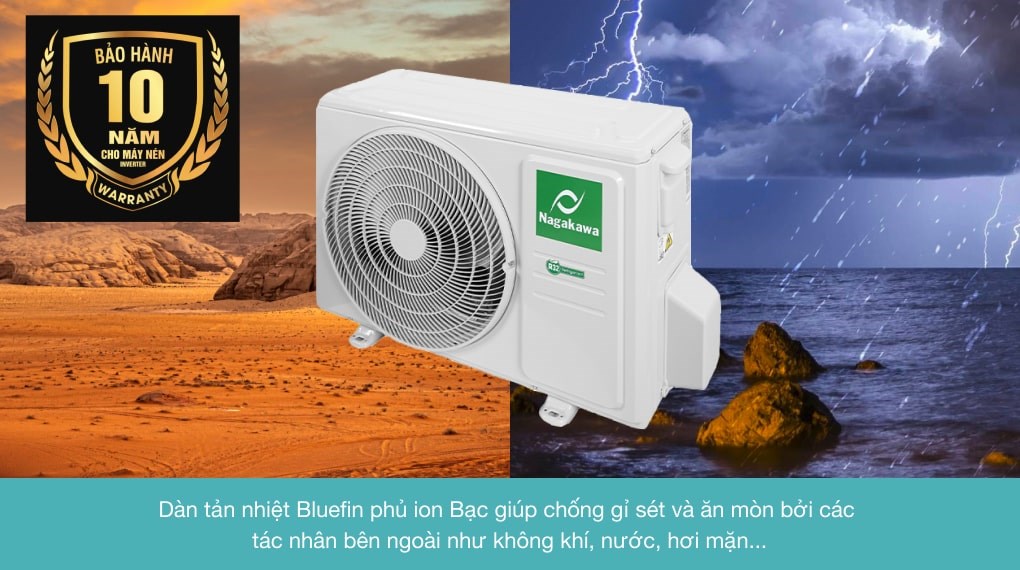 BẢO HÀNH
10
NĂM
CHO MÁY NÉN
INVERTER
WARRANTY
Nagakawa
R32
Dàn tản nhiệt Bluefin phủ ion Bạc giúp chống gỉ sét và ăn mòn bởi các
tác nhân bên ngoài như không khí, nước, hơi mặn...